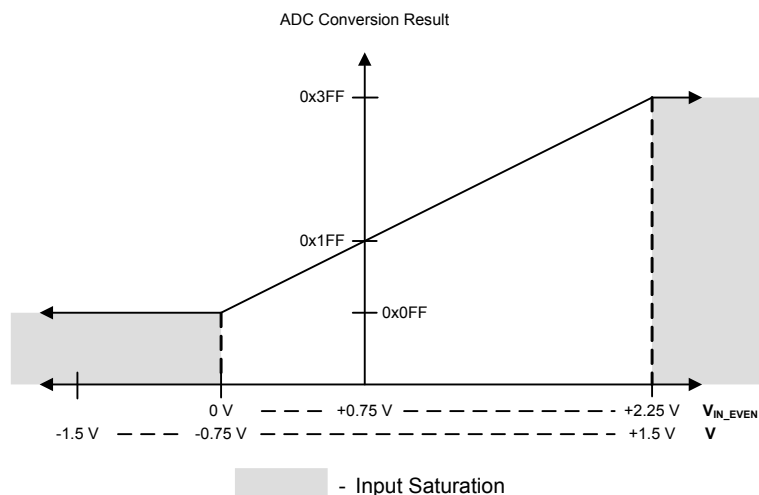 ADC Conversion Result
0x3FF
0x1FF
0x0FF
0 V +0.75 V +2.25 V V_IN_EVEN
-1.5 V -0.75 V +1.5 V V
- Input Saturation